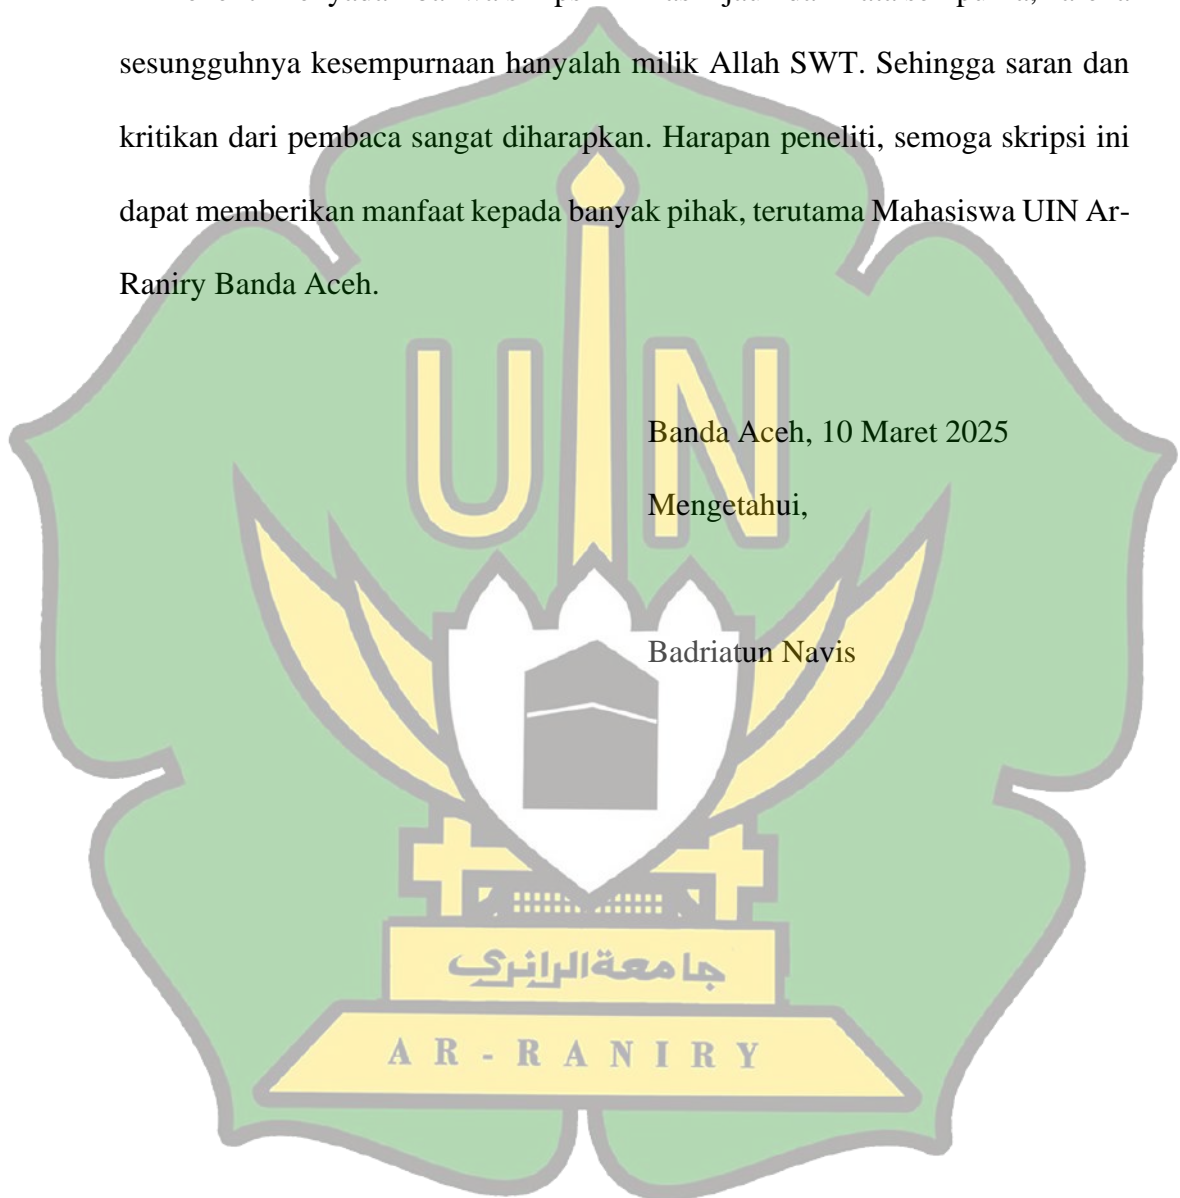 sesungguhnya kesempurnaan hanyalah milik Allah SWT. Sehingga saran dan
kritikan dari pembaca sangat diharapkan. Harapan peneliti, semoga skripsi ini
dapat memberikan manfaat kepada banyak pihak, terutama Mahasiswa UIN Ar-
Raniry Banda Aceh.
UIN
Banda Aceh, 10 Maret 2025
Mengetahui,
Badriatun Navis
جامعة الرانري
AR-RANIRY